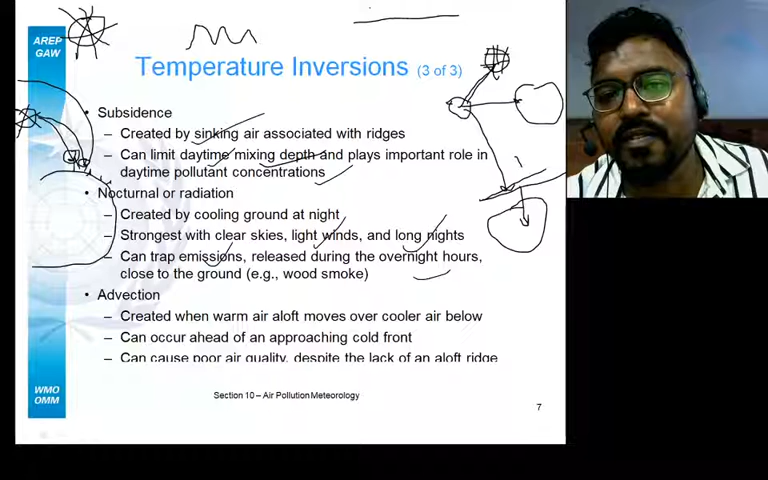 AREP
GAW
Temperature Inversions (3 of 3)
• Subsidence
– Created by sinking air associated with ridges
– Can limit daytime mixing depth and plays important role in
daytime pollutant concentrations
• Nocturnal or radiation
– Created by cooling ground at night
– Strongest with clear skies, light winds, and long nights
– Can trap emissions, released during the overnight hours,
close to the ground (e.g., wood smoke)
• Advection
– Created when warm air aloft moves over cooler air below
– Can occur ahead of an approaching cold front
– Can cause poor air quality, despite the lack of an aloft ridge
WMO
OMM
Section 10 – Air Pollution Meteorology
7